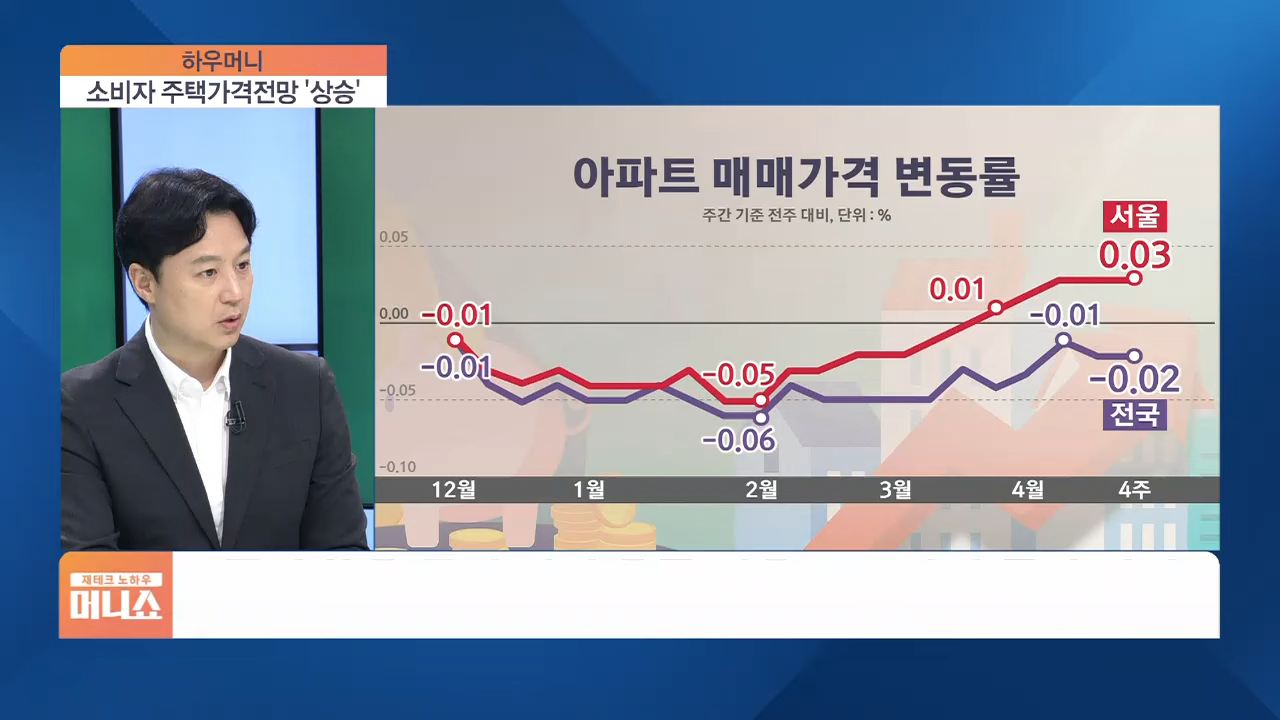 하우머니
소비자 주택가격전망 '상승'
아파트 매매가격 변동률
주간 기준 전주 대비, 단위 : %
서울
0.05
0.03
0.01
0.00
-0.01
-0.01
-0.01
-0.05
-0.05
-0.02
전국
-0.06
-0.10
12월 1월 2월 3월 4월 4주
재테크 노하우
머니쇼